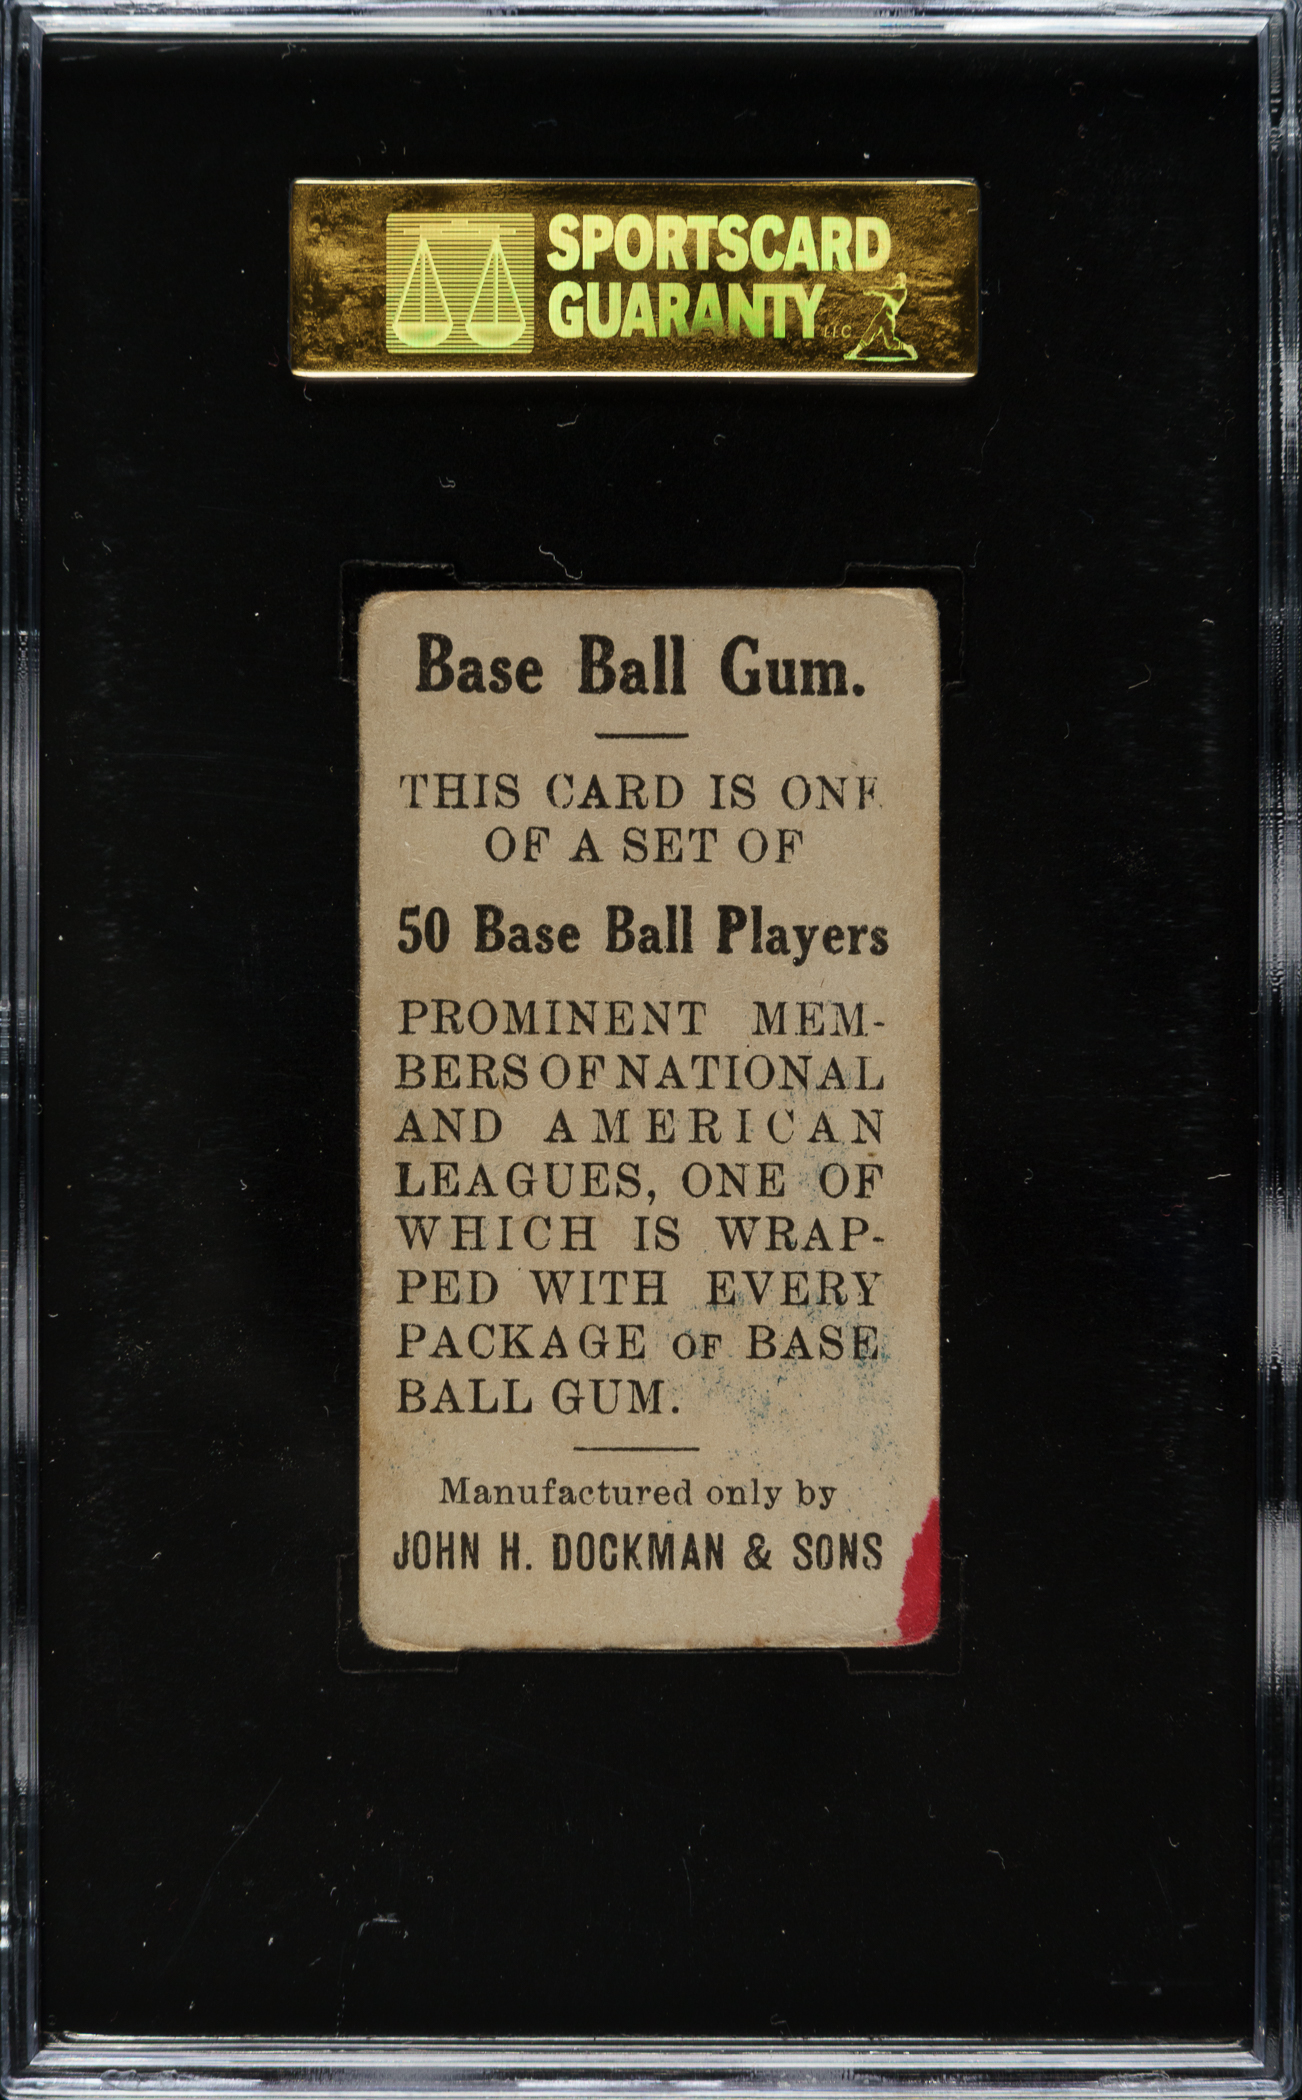 SPORTSCARD
GUARANTY LLC
Base Ball Gum.
THIS CARD IS ONE
OF A SET OF
50 Base Ball Players
PROMINENT MEM-
BERS OF NATIONAL
AND AMERICAN
LEAGUES, ONE OF
WHICH IS WRAP-
PED WITH EVERY
PACKAGE OF BASE
BALL GUM.
Manufactured only by
JOHN H. DOCKMAN & SONS